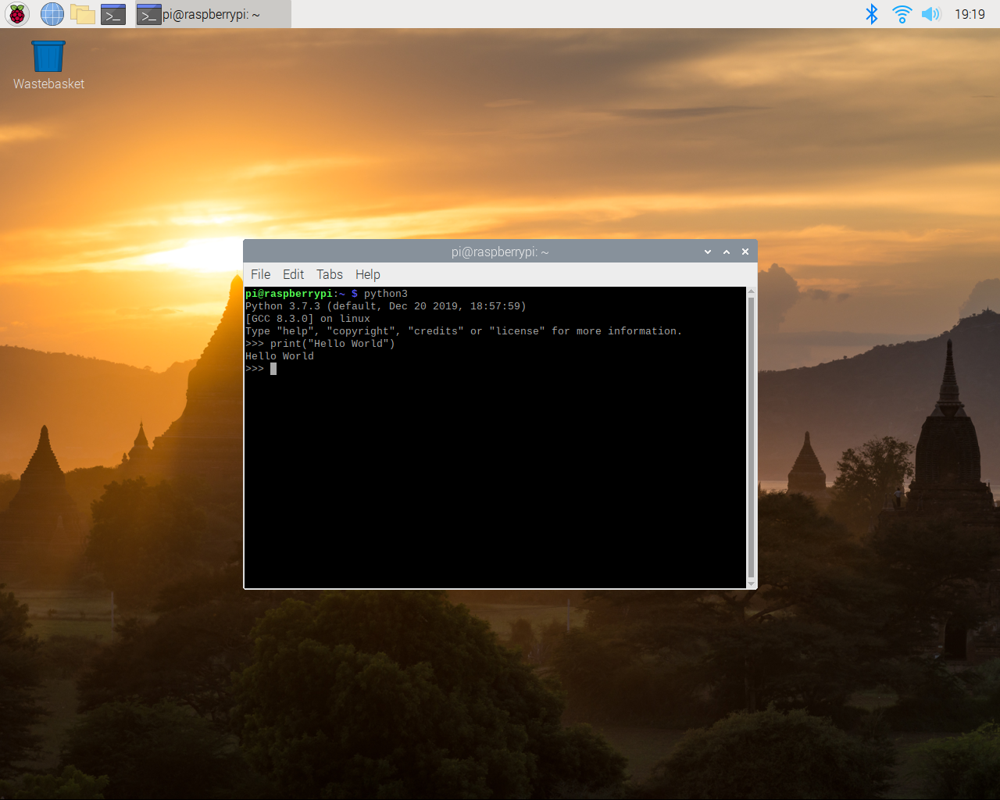 pi@raspberrypi: ~
19:19
Wastebasket
pi@raspberrypi: ~
File Edit Tabs Help
pi@raspberrypi:~ $ python3
Python 3.7.3 (default, Dec 20 2019, 18:57:59)
[GCC 8.3.0] on linux
Type "help", "copyright", "credits" or "license" for more information.
>>> print("Hello World")
Hello World
>>>